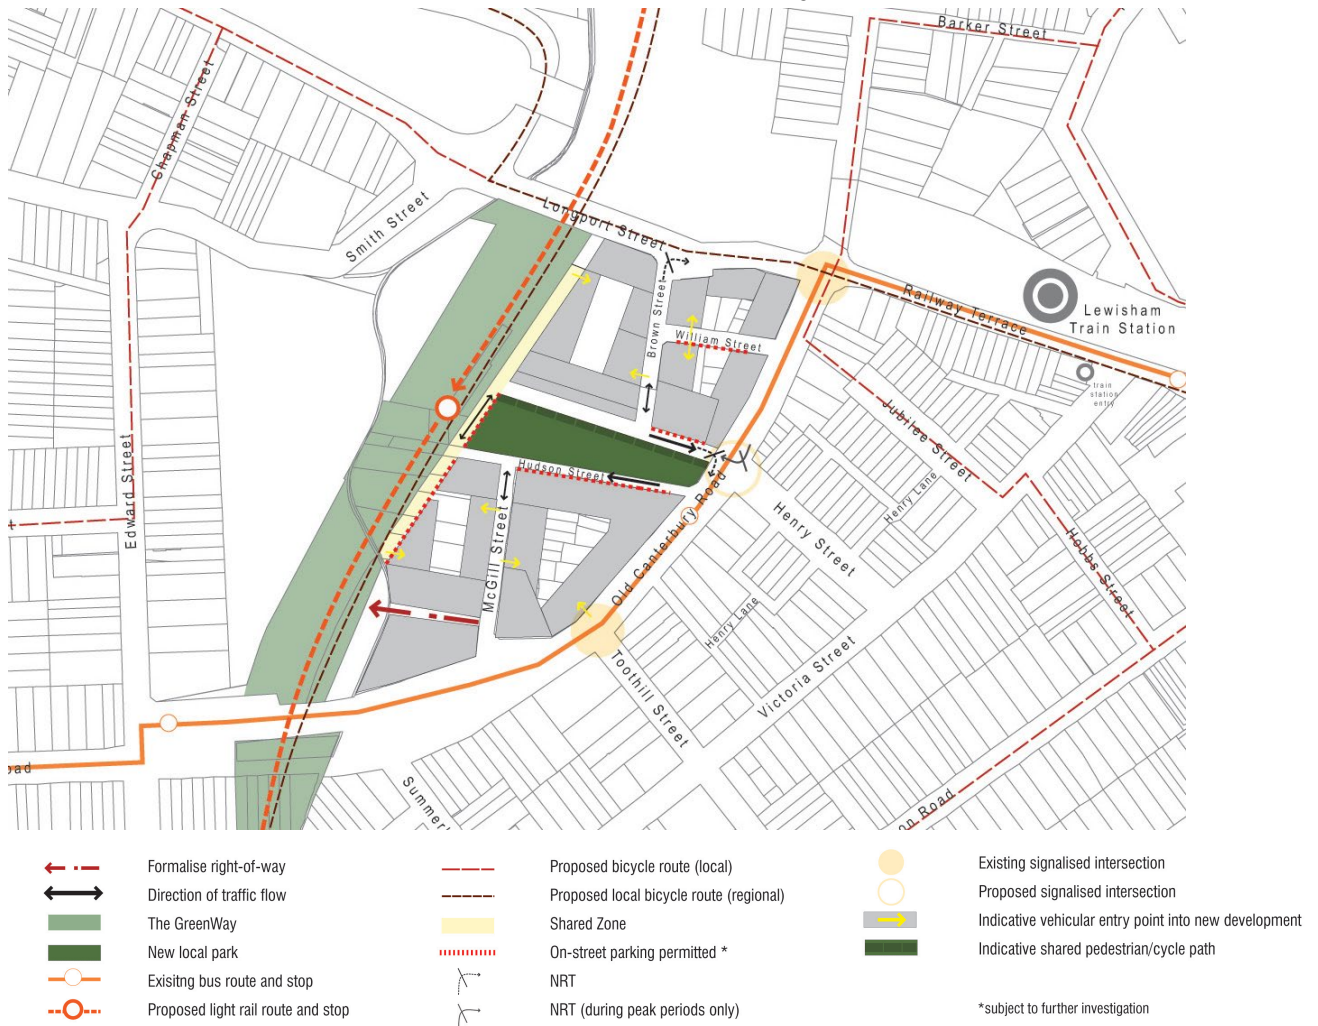 Barker Street
Chapman Street
Smith Street
Longport Street
Railway Terrace
Lewisham
Train Station
train
station
entry
Brown Street
William Street
Jubilee Street
Edward Street
Hudson Street
Henry Lane
Henry Street
McGill Street
Old Canterbury Road
Hobbs Street
Henry Lane
Toothill Street
Victoria Street
oad
Summerl
on Road
Formalise right-of-way
Direction of traffic flow
The GreenWay
New local park
Exisitng bus route and stop
Proposed light rail route and stop
Proposed bicycle route (local)
Proposed local bicycle route (regional)
Shared Zone
On-street parking permitted *
NRT
NRT (during peak periods only)
Existing signalised intersection
Proposed signalised intersection
Indicative vehicular entry point into new development
Indicative shared pedestrian/cycle path
*subject to further investigation